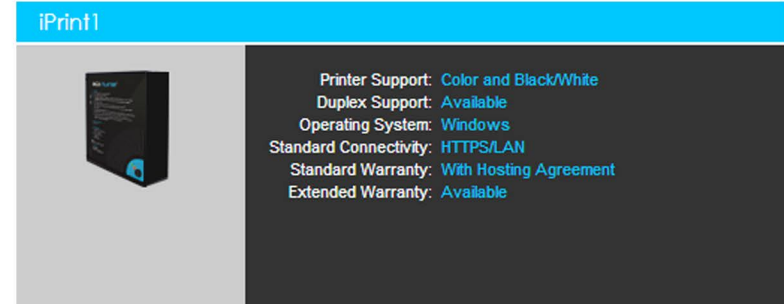 iPrint1
Printer Support: Color and Black/White
Duplex Support: Available
Operating System: Windows
Standard Connectivity: HTTPS/LAN
Standard Warranty: With Hosting Agreement
Extended Warranty: Available